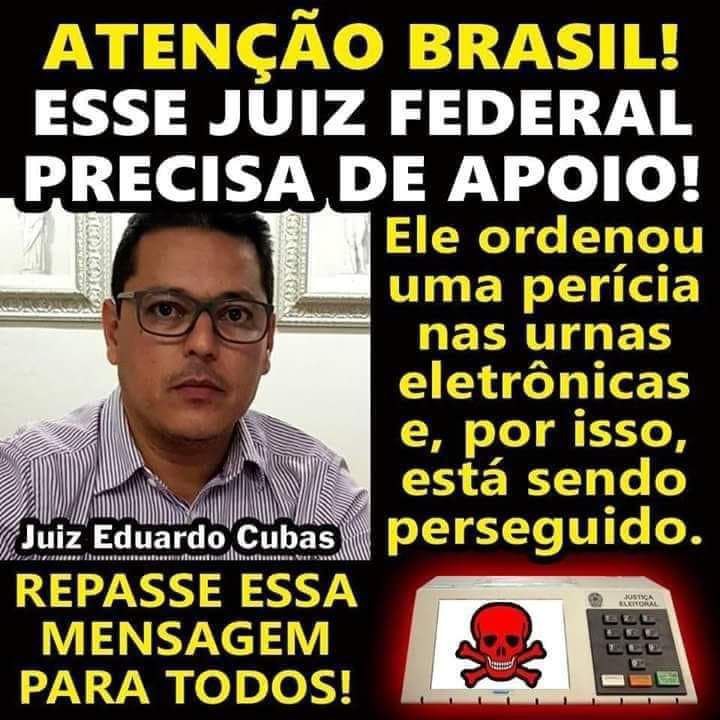 ATENÇÃO BRASIL!
ESSE JUIZ FEDERAL
PRECISA DE APOIO!
Ele ordenou
uma perícia
nas urnas
eletrônicas
e, por isso,
está sendo
perseguido.
Juiz Eduardo Cubas
REPASSE ESSA
MENSAGEM
PARA TODOS!
JUSTIÇA
ELEITORAL